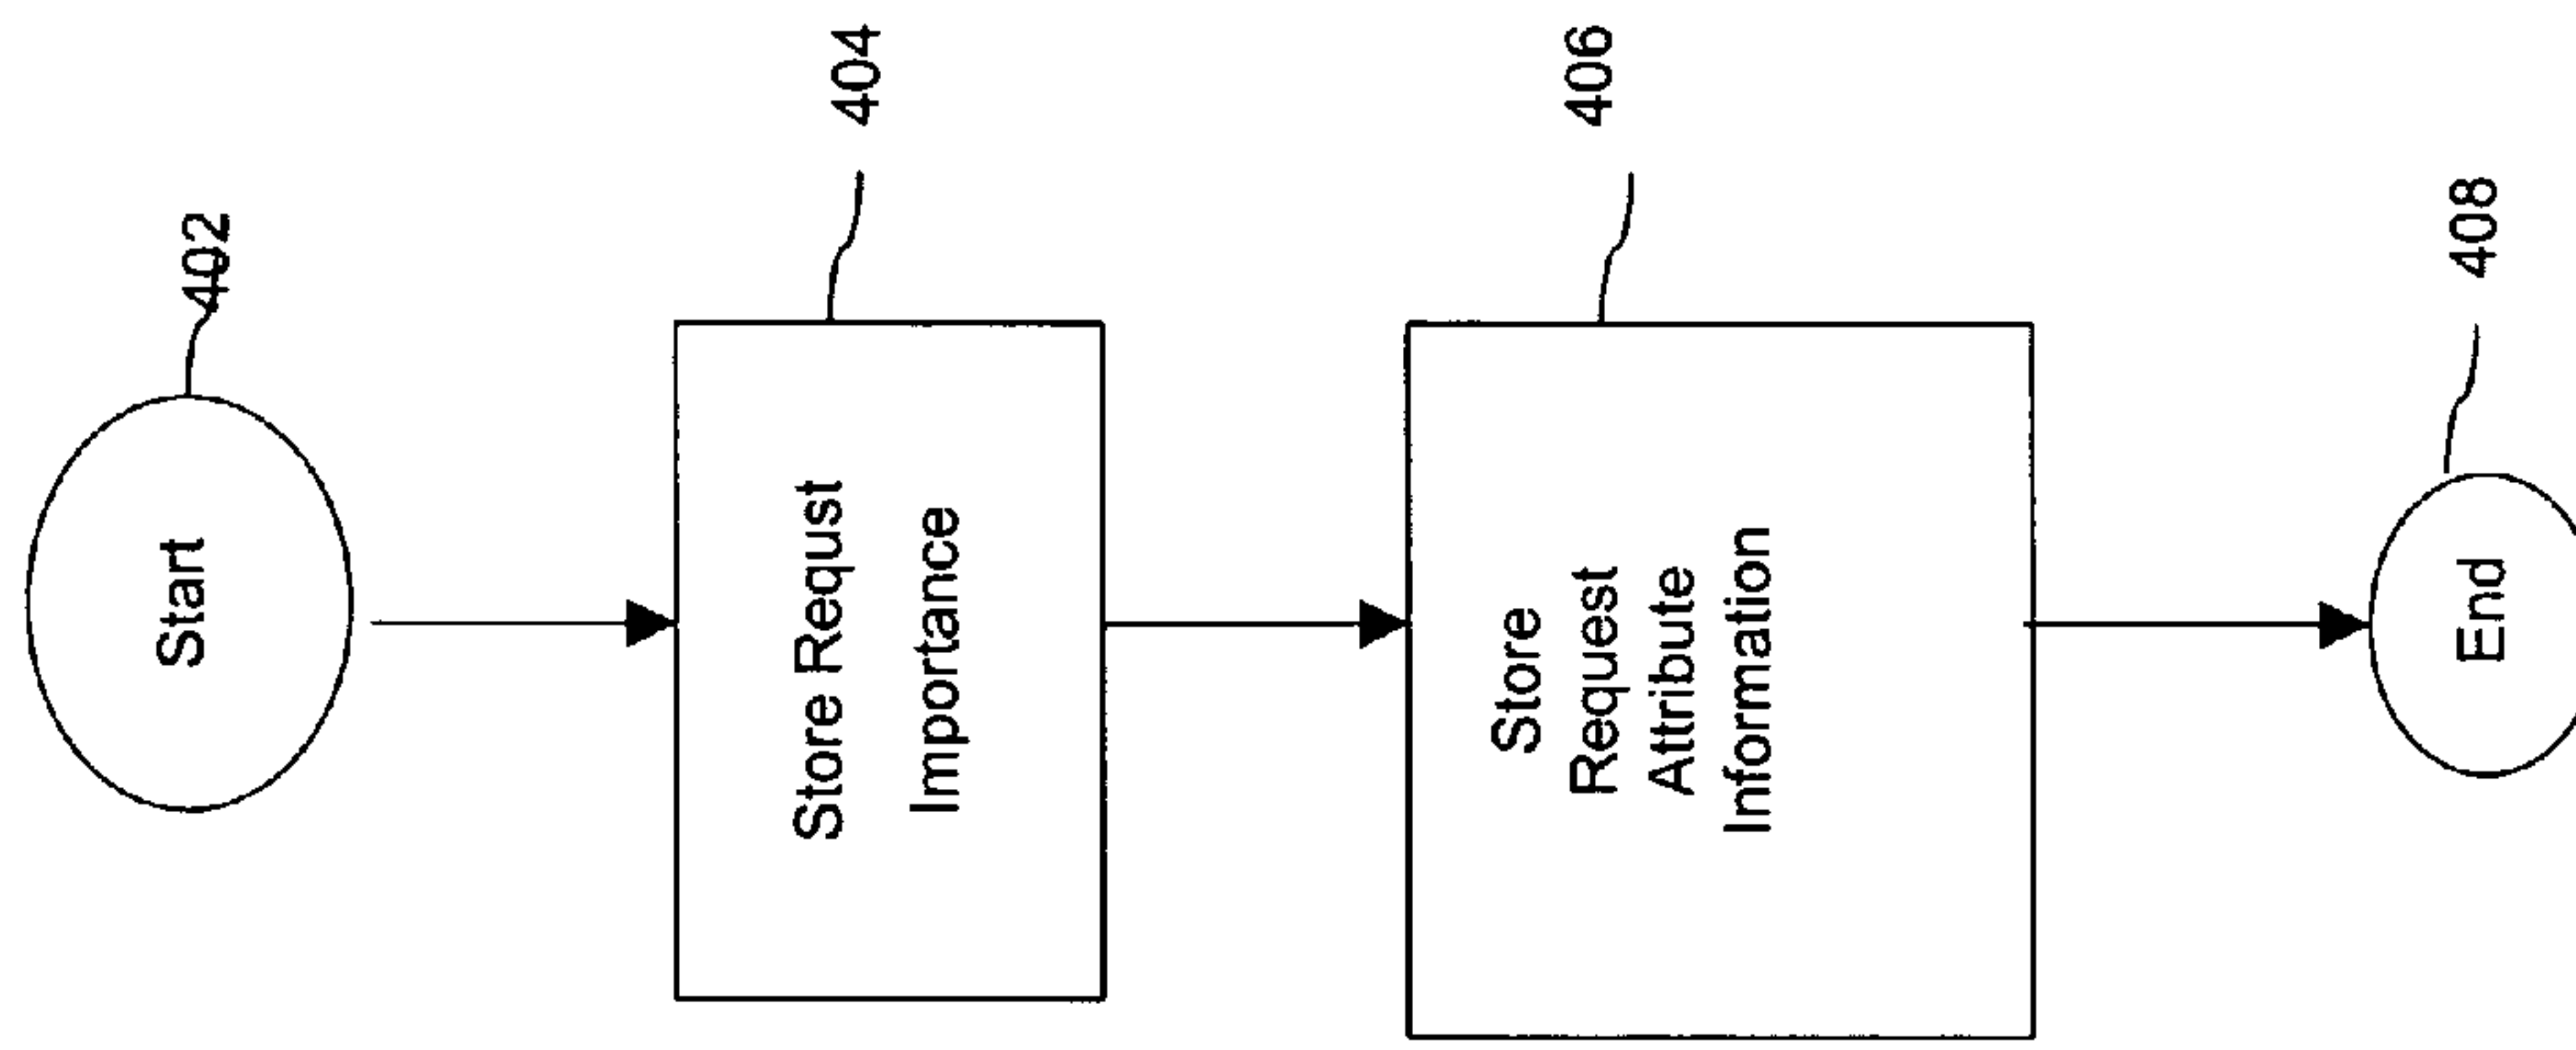 402
Start
404
Store Requst
Importance
406
Store
Request
Attribute
Information
408
End